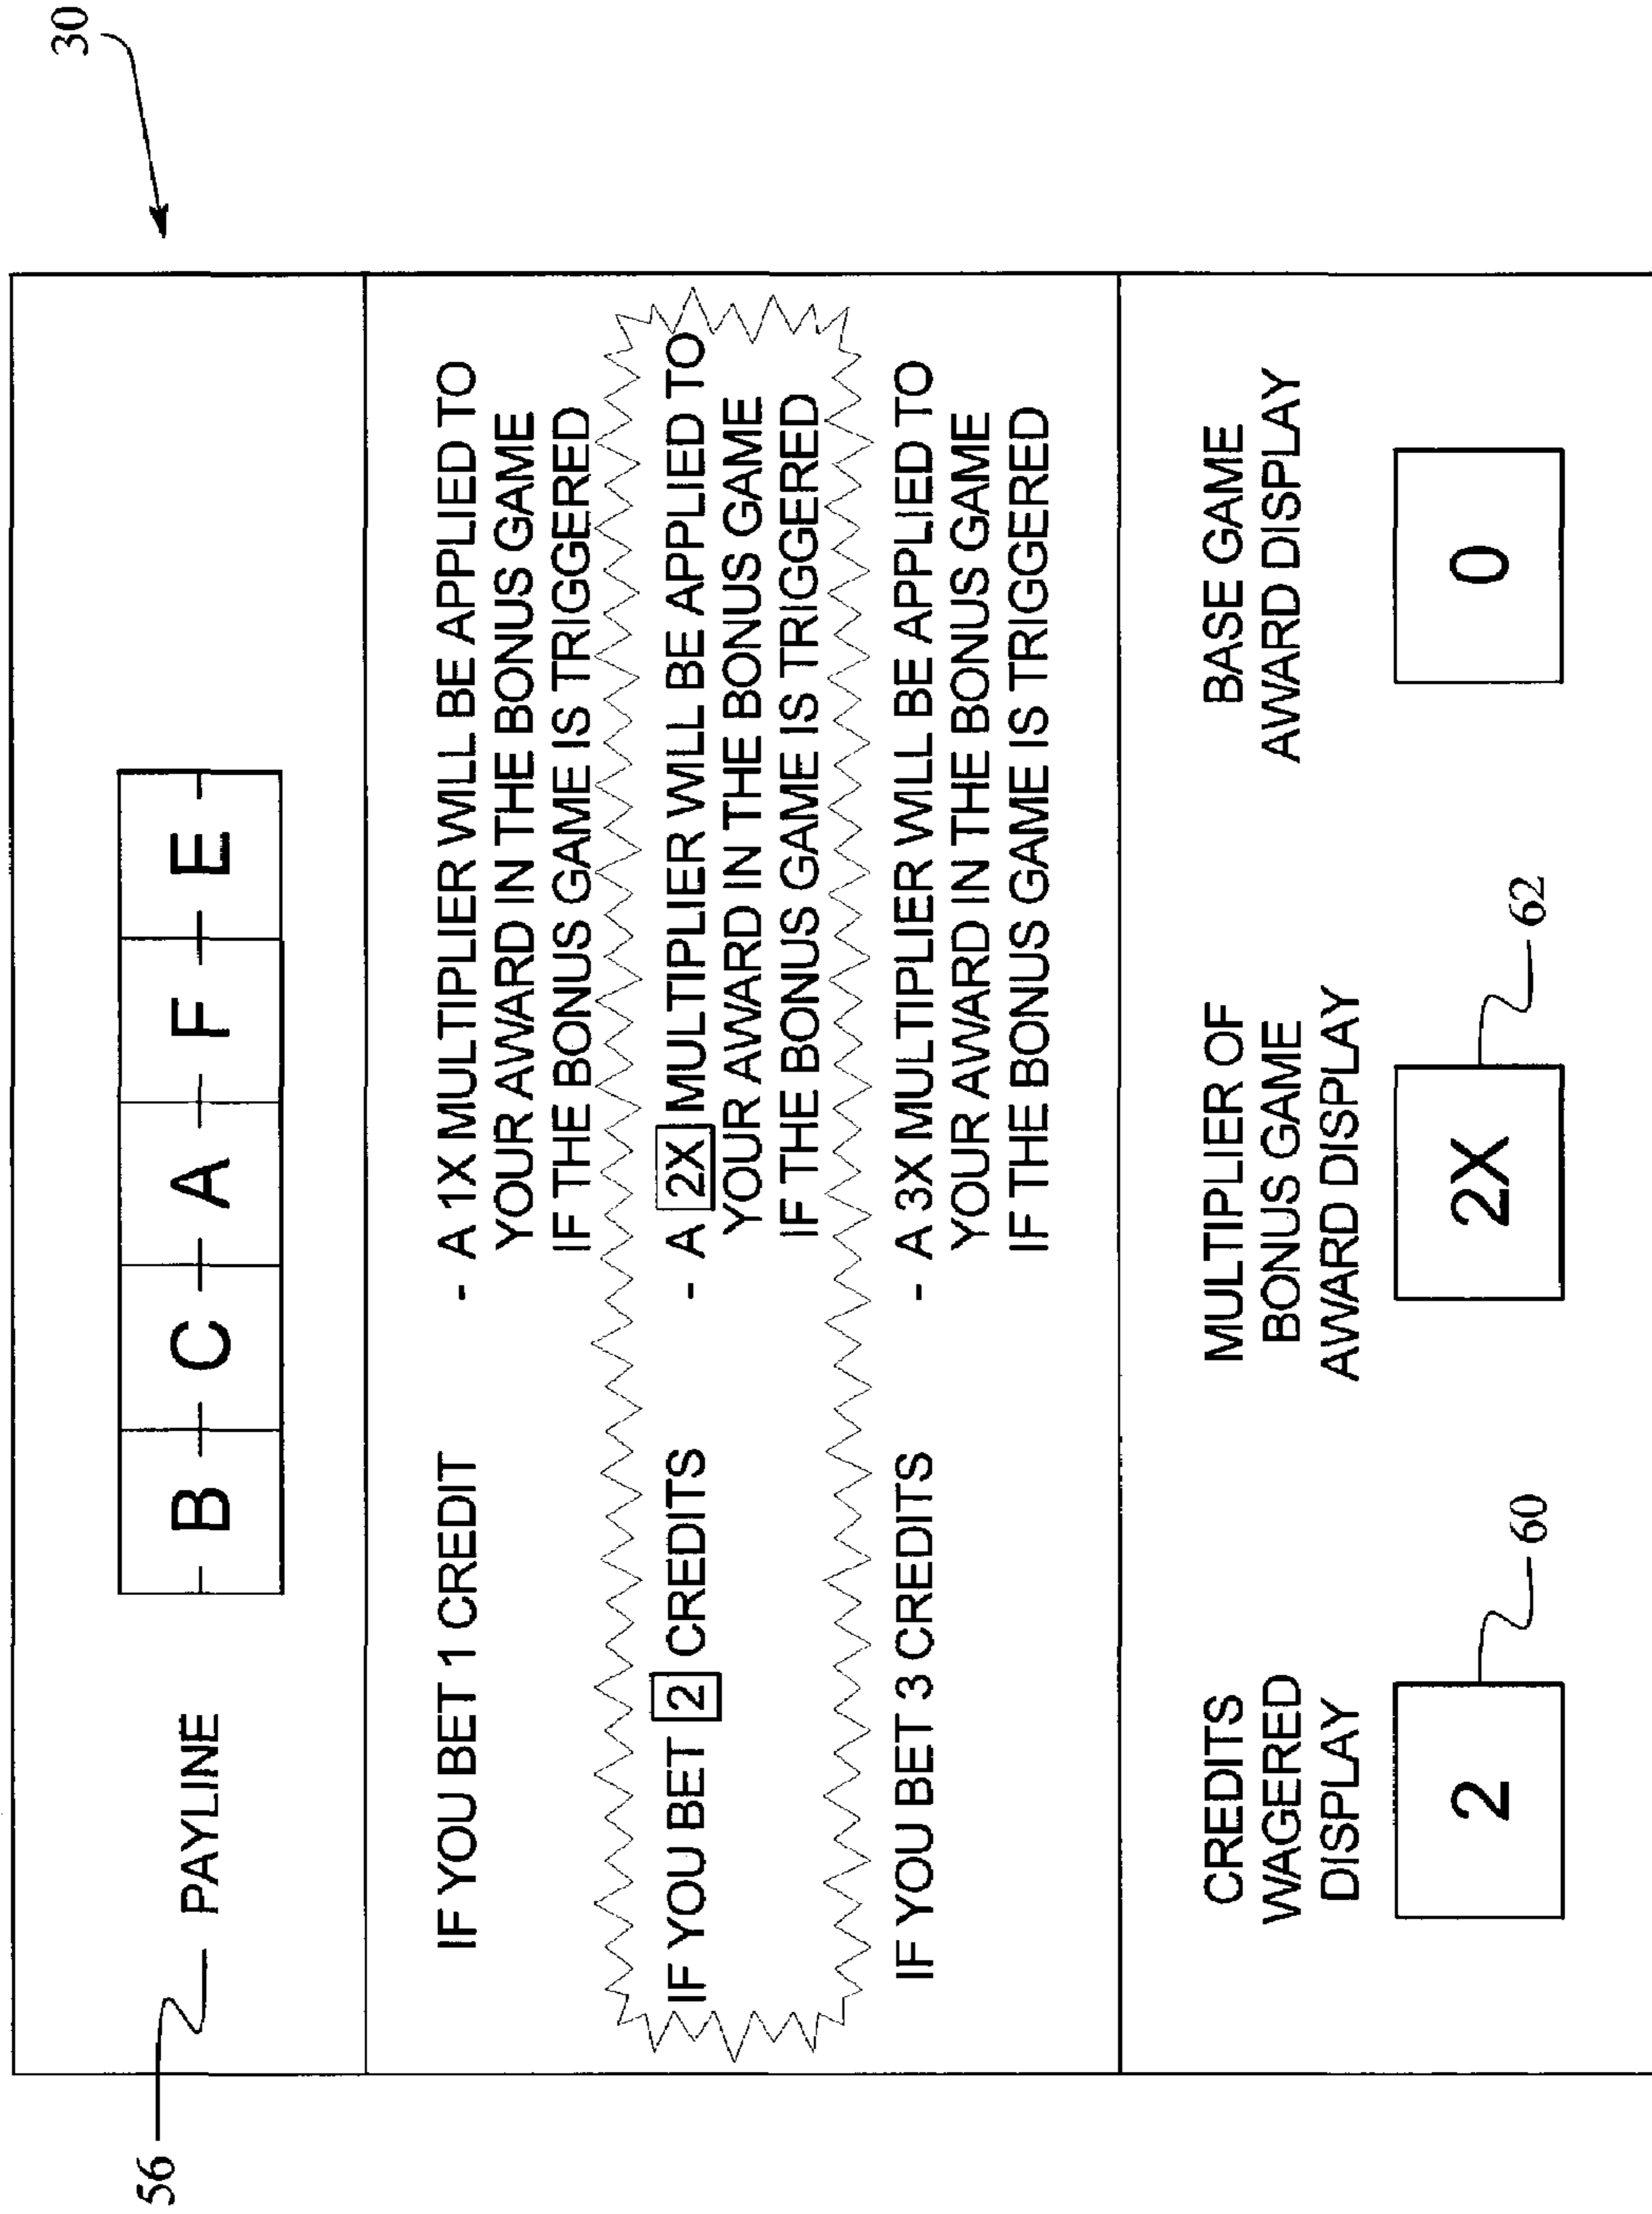 30
56
PAYLINE
B C A F E
IF YOU BET 1 CREDIT - A 1X MULTIPLIER WILL BE APPLIED TO
YOUR AWARD IN THE BONUS GAME
IF THE BONUS GAME IS TRIGGERED
IF YOU BET 2 CREDITS - A 2X MULTIPLIER WILL BE APPLIED TO
YOUR AWARD IN THE BONUS GAME
IF THE BONUS GAME IS TRIGGERED
IF YOU BET 3 CREDITS - A 3X MULTIPLIER WILL BE APPLIED TO
YOUR AWARD IN THE BONUS GAME
IF THE BONUS GAME IS TRIGGERED
CREDITS
WAGERED
DISPLAY
2
60
MULTIPLIER OF
BONUS GAME
AWARD DISPLAY
2X
62
BASE GAME
AWARD DISPLAY
0